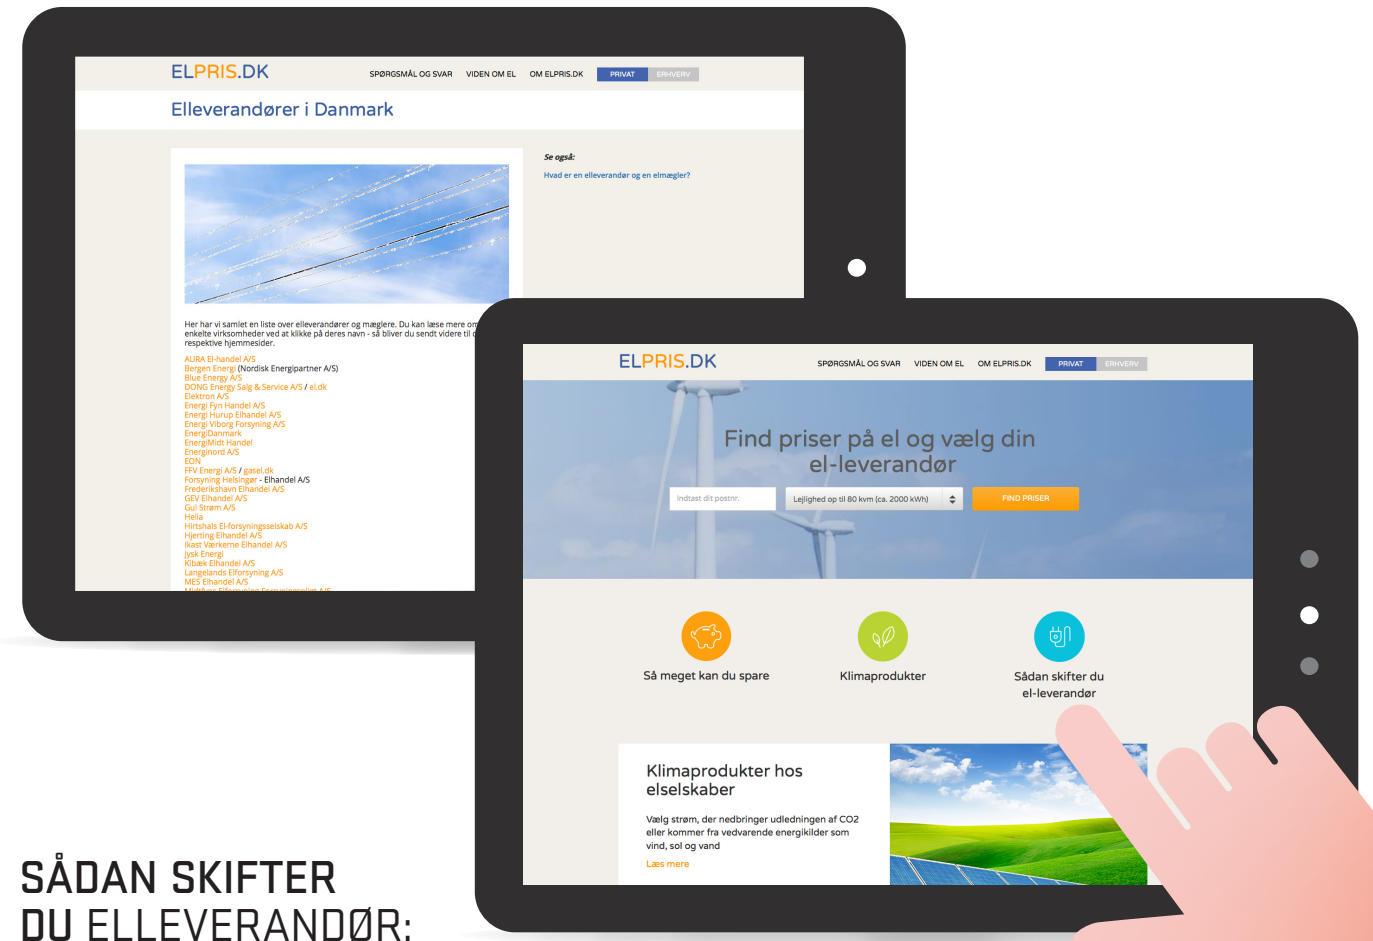 ELPRIS.DK
SPØRGSMÅL OG SVAR VIDEN OM EL OM ELPRIS.DK PRIVAT ERHVERV
Elleverandører i Danmark
Se også:
Hvad er en elleverandør og en elmægler?
Her har vi samlet en liste over elleverandører og mæglere. Du kan læse mere om
enkelte virksomheder ved at klikke på deres navn - så bliver du sendt videre til
respektive hjemmesider.
AURA El-handel A/S
Bergen Energi (Nordisk Energipartner A/S)
Blue Energy A/S
DONG Energy Salg & Service A/S / el.dk
Elektron A/S
Energi Fyn Handel A/S
Energi Hurup Elhandel A/S
Energi Viborg Forsyning A/S
EnergiDanmark
EnergiMidt Handel
Energinord A/S
EON
FFV Energi A/S / gasel.dk
Forsyning Helsingør - Elhandel A/S
Frederikshavn Elhandel A/S
GEV Elhandel A/S
Gul Strøm A/S
Helia
Hirtshals El-forsyningsselskab A/S
Hjerting Elhandel A/S
Ikast Værkerne Elhandel A/S
Jysk Energi
Kibæk Elhandel A/S
Langelands Elforsyning A/S
MES Elhandel A/S
ELPRIS.DK
SPØRGSMÅL OG SVAR VIDEN OM EL OM ELPRIS.DK PRIVAT ERHVERV
Find priser på el og vælg din
el-leverandør
Indtast dit postnr. Lejlighed op til 80 kvm (ca. 2000 kWh) FIND PRISER
Så meget kan du spare
Klimaprodukter
Sådan skifter du
el-leverandør
Klimaprodukter hos
elselskaber
Vælg strøm, der nedbringer udledningen af CO2
eller kommer fra vedvarende energikilder som
vind, sol og vand
Læs mere
SÅDAN SKIFTER
DU ELLEVERANDØR: